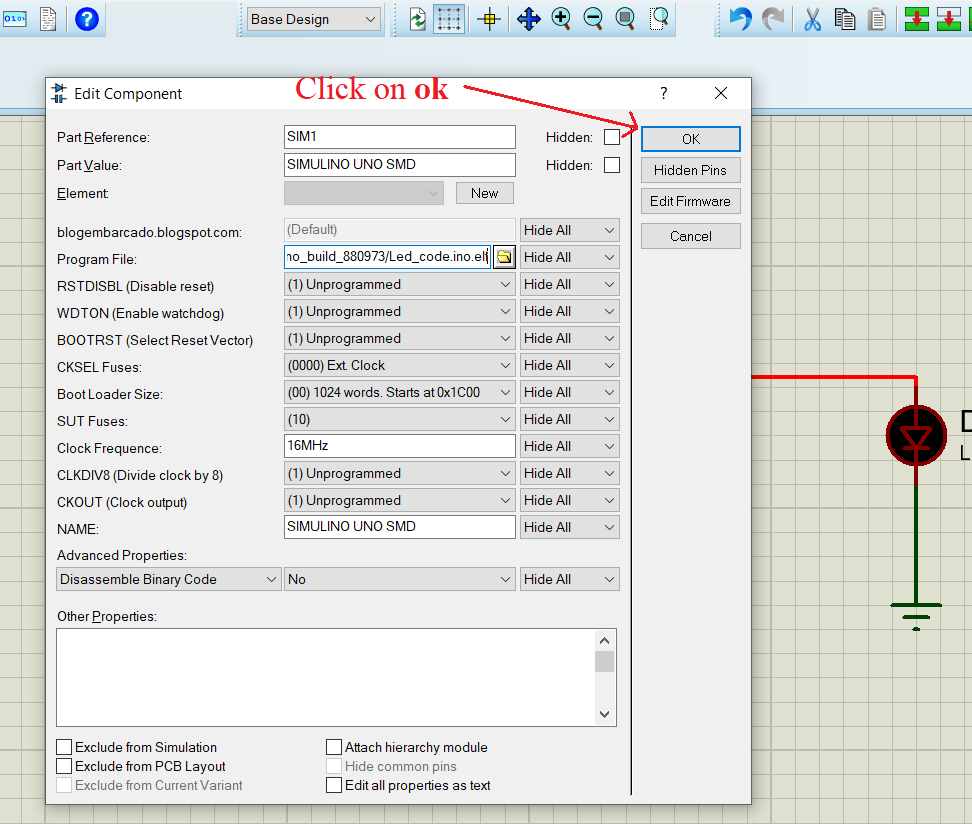 Base Design
Edit Component
Click on ok
?
Part Reference:
SIM1
Hidden:
OK
Part Value:
SIMULINO UNO SMD
Hidden:
Hidden Pins
Element:
New
Edit Firmware
blogembarcado.blogspot.com:
(Default)
Hide All
Cancel
Program File:
no_build_880973/Led_code.ino.elf
Hide All
RSTDISBL (Disable reset)
(1) Unprogrammed
Hide All
WDTON (Enable watchdog)
(1) Unprogrammed
Hide All
BOOTRST (Select Reset Vector)
(1) Unprogrammed
Hide All
CKSEL Fuses:
(0000) Ext. Clock
Hide All
Boot Loader Size:
(00) 1024 words. Starts at 0x1C00
Hide All
SUT Fuses:
(10)
Hide All
Clock Frequency:
16MHz
Hide All
CLKDIV8 (Divide clock by 8)
(1) Unprogrammed
Hide All
CKOUT (Clock output)
(1) Unprogrammed
Hide All
NAME:
SIMULINO UNO SMD
Hide All
Advanced Properties:
Disassemble Binary Code
No
Hide All
Other Properties:
Exclude from Simulation
Attach hierarchy module
Exclude from PCB Layout
Hide common pins
Exclude from Current Variant
Edit all properties as text